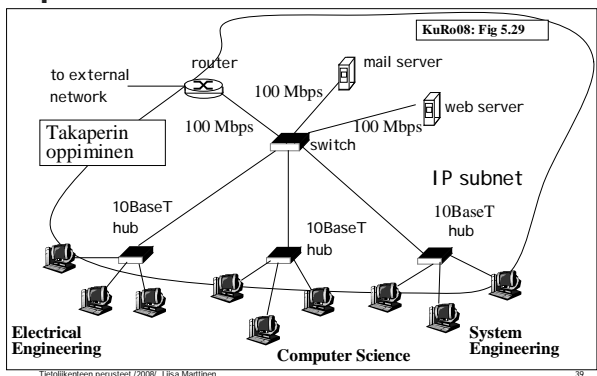 KuRo08: Fig 5.29
router
mail server
to external
network
100 Mbps
web server
100 Mbps
100 Mbps
switch
Takaperin
oppiminen
IP subnet
10BaseT
hub
10BaseT
hub
10BaseT
hub
Electrical
Engineering
Computer Science
System
Engineering
Tietoliikenteen perusteet /2008/ Liisa Marttinen
39